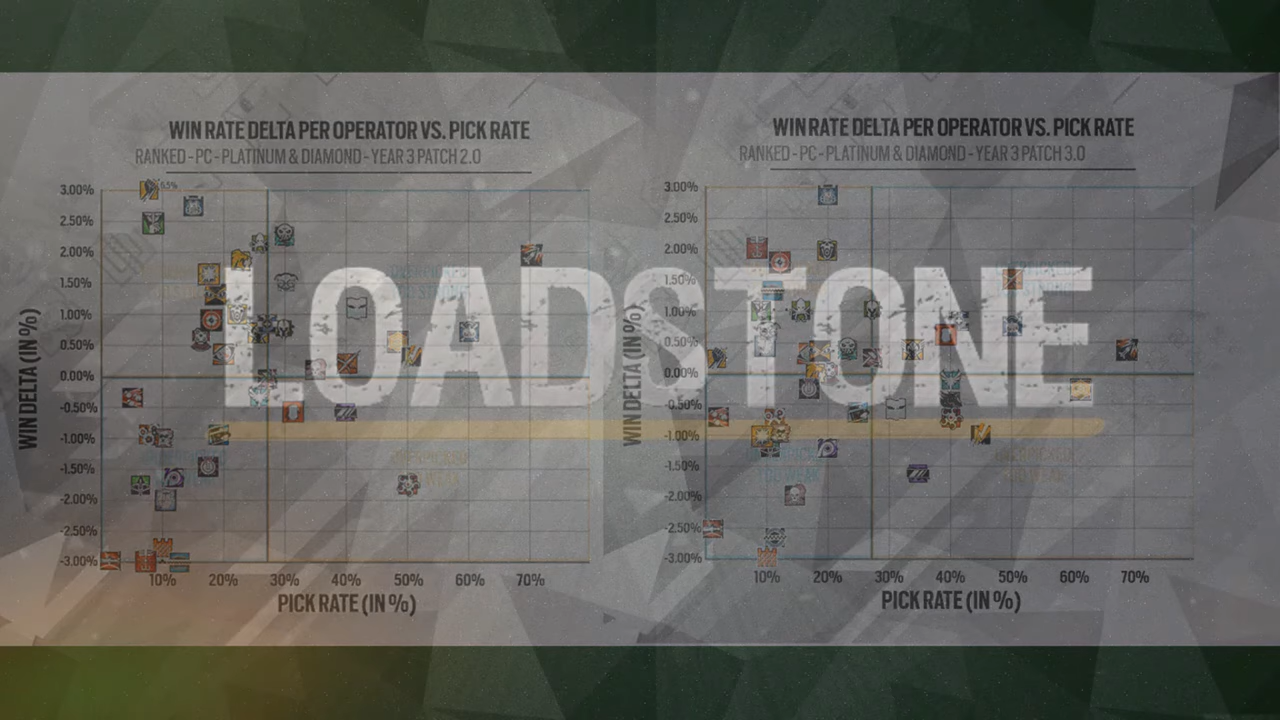 WIN RATE DELTA PER OPERATOR VS. PICK RATE
RANKED - PC - PLATINUM & DIAMOND - YEAR 3 PATCH 2.0
3.00%
6.5%
2.50%
2.00%
1.50%
1.00%
0.50%
0.00%
-0.50%
-1.00%
-1.50%
-2.00%
-2.50%
-3.00%
WIN DELTA (IN %)
10% 20% 30% 40% 50% 60% 70%
PICK RATE (IN %)
WIN RATE DELTA PER OPERATOR VS. PICK RATE
RANKED - PC - PLATINUM & DIAMOND - YEAR 3 PATCH 3.0
3.00%
2.50%
2.00%
1.50%
1.00%
0.50%
0.00%
-0.50%
-1.00%
-1.50%
-2.00%
-2.50%
-3.00%
WIN DELTA (IN %)
10% 20% 30% 40% 50% 60% 70%
PICK RATE (IN %)
LOADSTONE